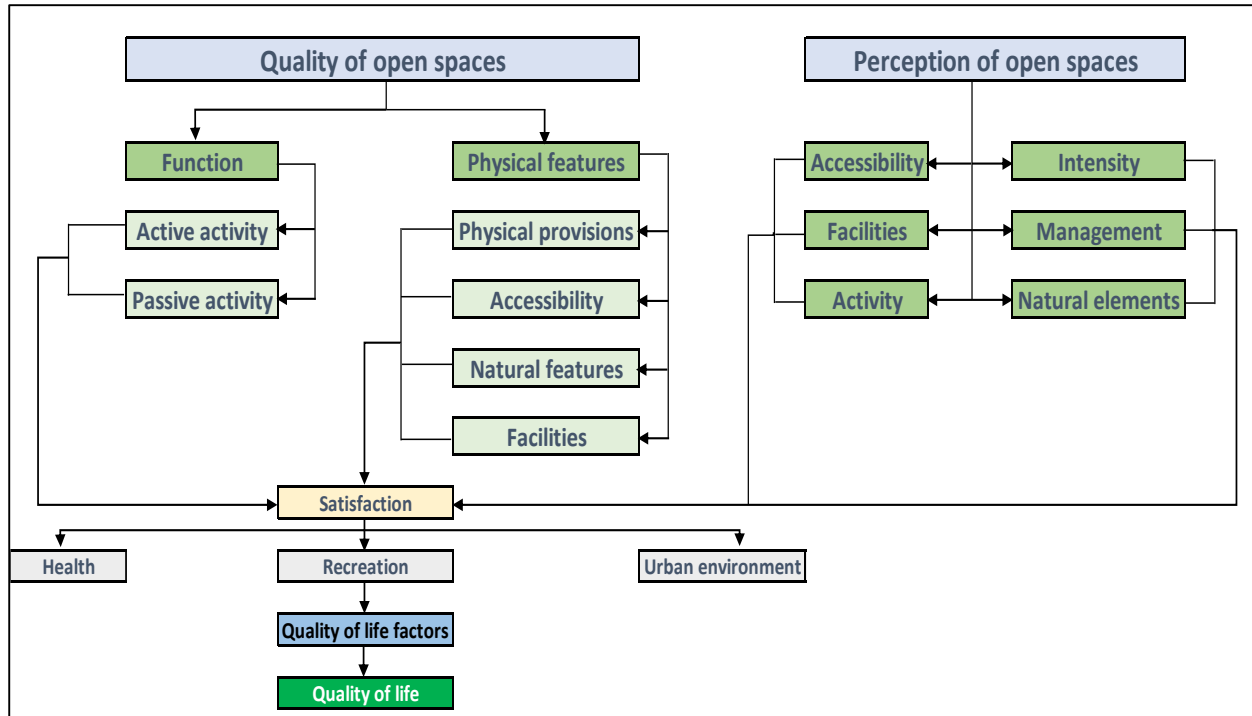 Quality of open spaces
Perception of open spaces
Function
Physical features
Accessibility
Intensity
Active activity
Physical provisions
Facilities
Management
Passive activity
Accessibility
Activity
Natural elements
Natural features
Facilities
Satisfaction
Health
Recreation
Urban environment
Quality of life factors
Quality of life